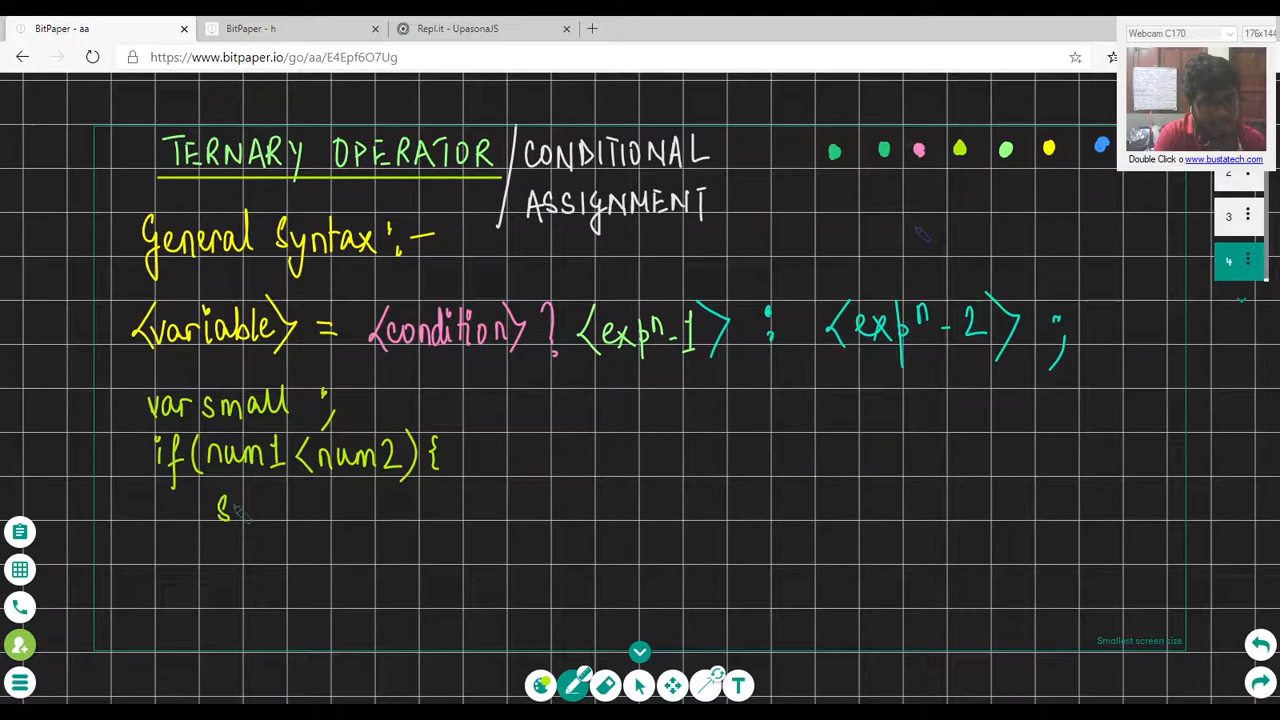 BitPaper - aa
BitPaper - h
Repl.it - UpasonaJS
https://www.bitpaper.io/go/aa/E4Epf6O7Ug
Webcam C170
176x144
Double Click o www.bustatech.com
TERNARY OPERATOR / CONDITIONAL
ASSIGNMENT
General Syntax :-
<variable> = <condition> ? <expⁿ-1> : <expⁿ-2> ;
var small ;
if (num1 < num2) {
s
2
3
4
Smallest screen size
T